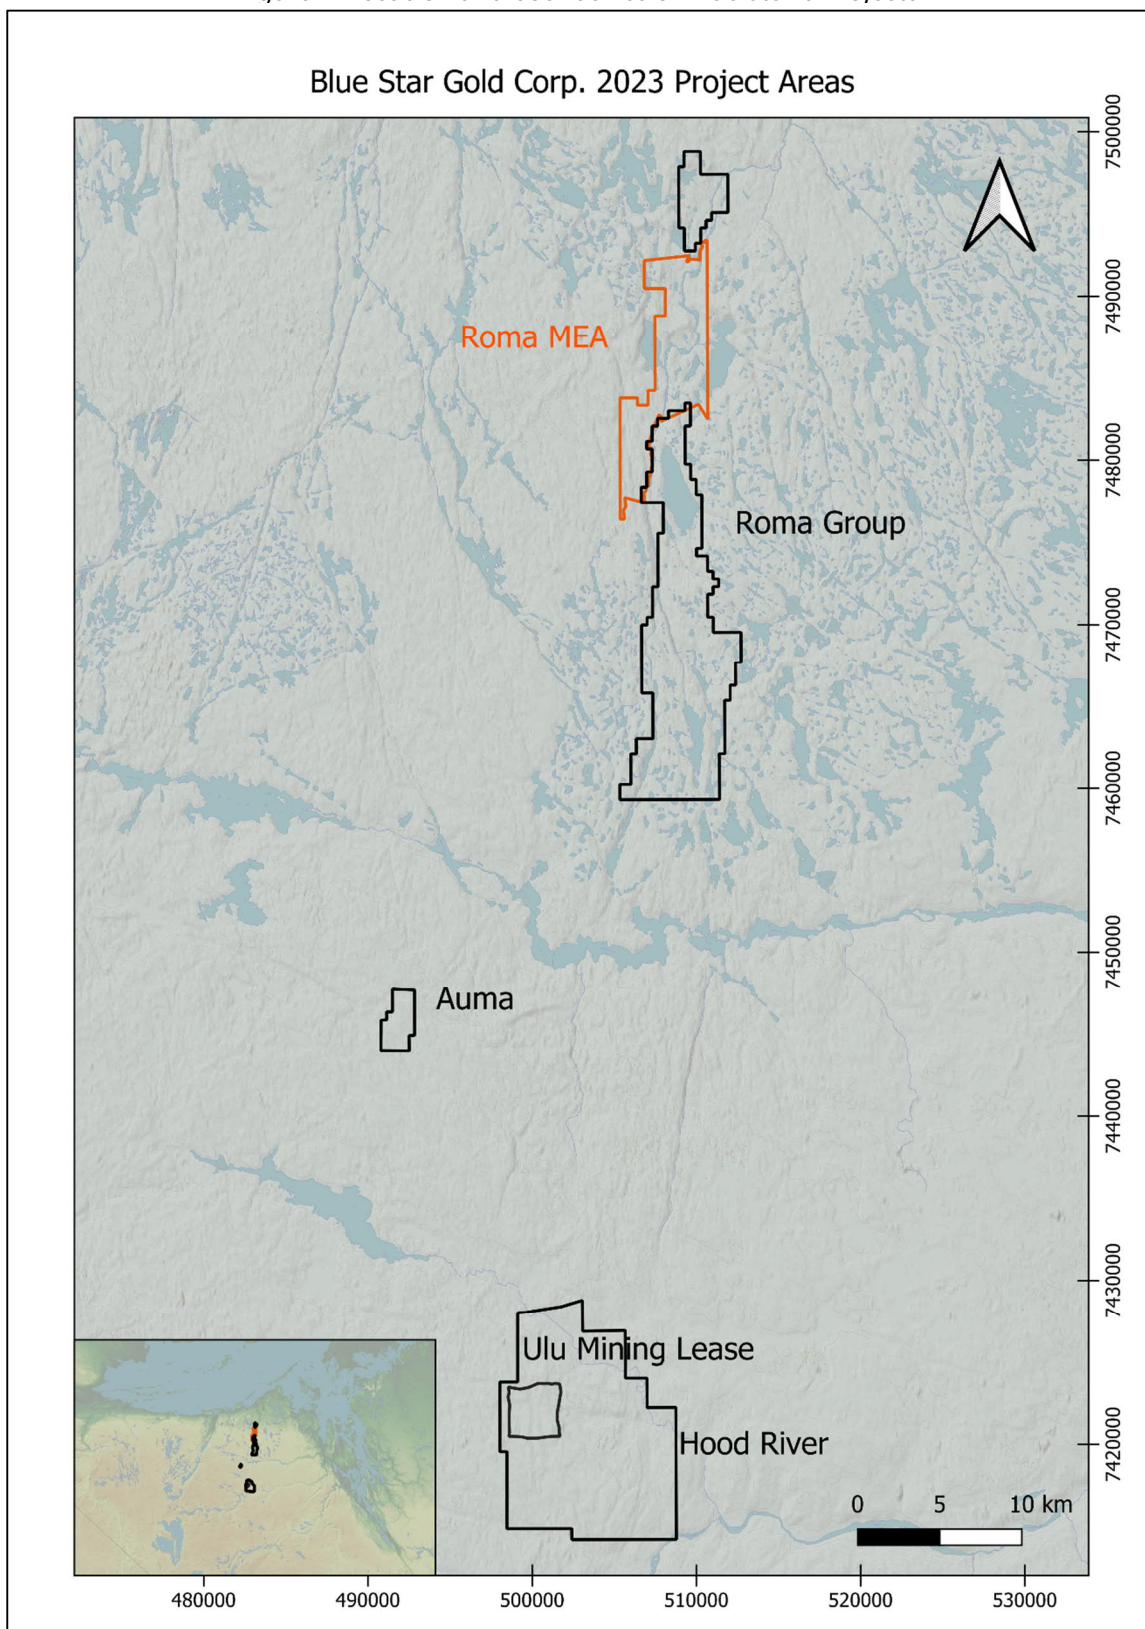 Blue Star Gold Corp. 2023 Project Areas
7500000
7490000
Roma MEA
7480000
Roma Group
7470000
7460000
7450000
Auma
7440000
7430000
Ulu Mining Lease
Hood River
7420000
0 5 10 km
480000 490000 500000 510000 520000 530000